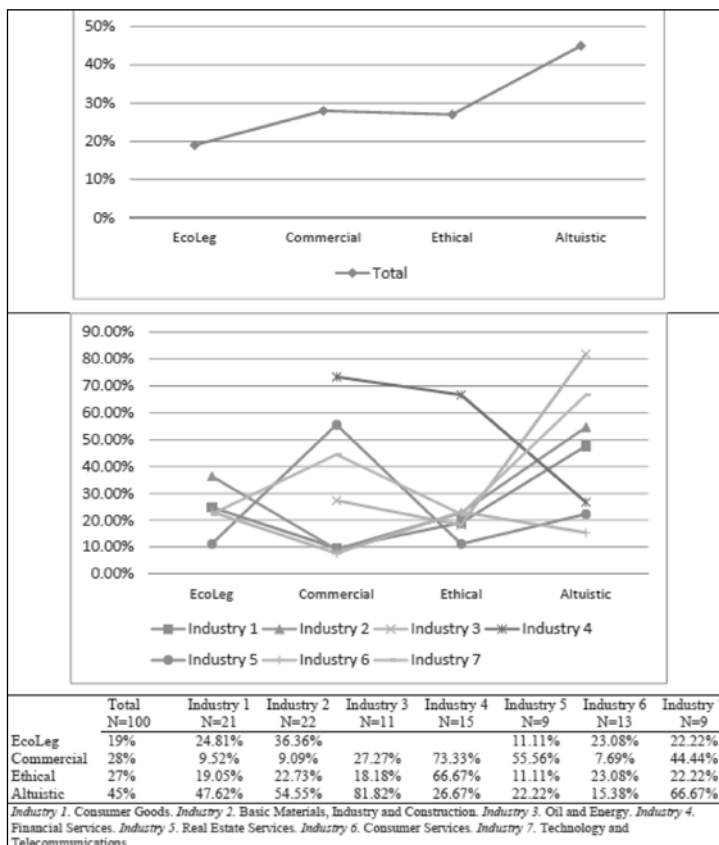 50%
40%
30%
20%
10%
0%
EcoLeg Commercial Ethical Altuistic
Total
90.00%
80.00%
70.00%
60.00%
50.00%
40.00%
30.00%
20.00%
10.00%
0.00%
EcoLeg Commercial Ethical Altuistic
Industry 1 Industry 2 Industry 3 Industry 4
Industry 5 Industry 6 Industry 7
Total Industry 1 Industry 2 Industry 3 Industry 4 Industry 5 Industry 6 Industry
N=100 N=21 N=22 N=11 N=15 N=9 N=13 N=9
EcoLeg 19% 24.81% 36.36% 11.11% 23.08% 22.22%
Commercial 28% 9.52% 9.09% 27.27% 73.33% 55.56% 7.69% 44.44%
Ethical 27% 19.05% 22.73% 18.18% 66.67% 11.11% 23.08% 22.22%
Altuistic 45% 47.62% 54.55% 81.82% 26.67% 22.22% 15.38% 66.67%
Industry 1. Consumer Goods. Industry 2. Basic Materials, Industry and Construction. Industry 3. Oil and Energy. Industry 4.
Financial Services. Industry 5. Real Estate Services. Industry 6. Consumer Services. Industry 7. Technology and
Telecommunications